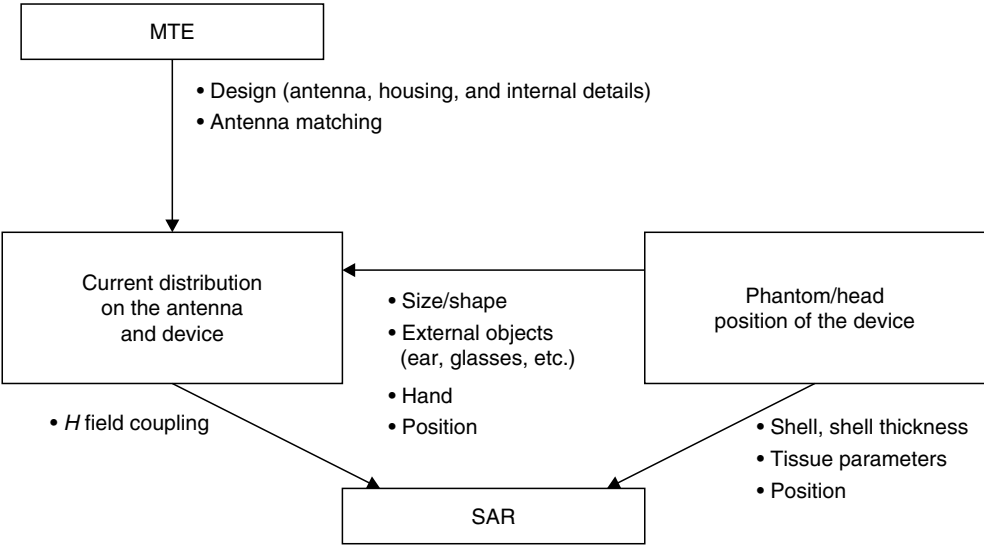 MTE
• Design (antenna, housing, and internal details)
• Antenna matching
Current distribution
on the antenna
and device
Phantom/head
position of the device
• Size/shape
• External objects
(ear, glasses, etc.)
• Hand
• Position
• H field coupling
• Shell, shell thickness
• Tissue parameters
• Position
SAR